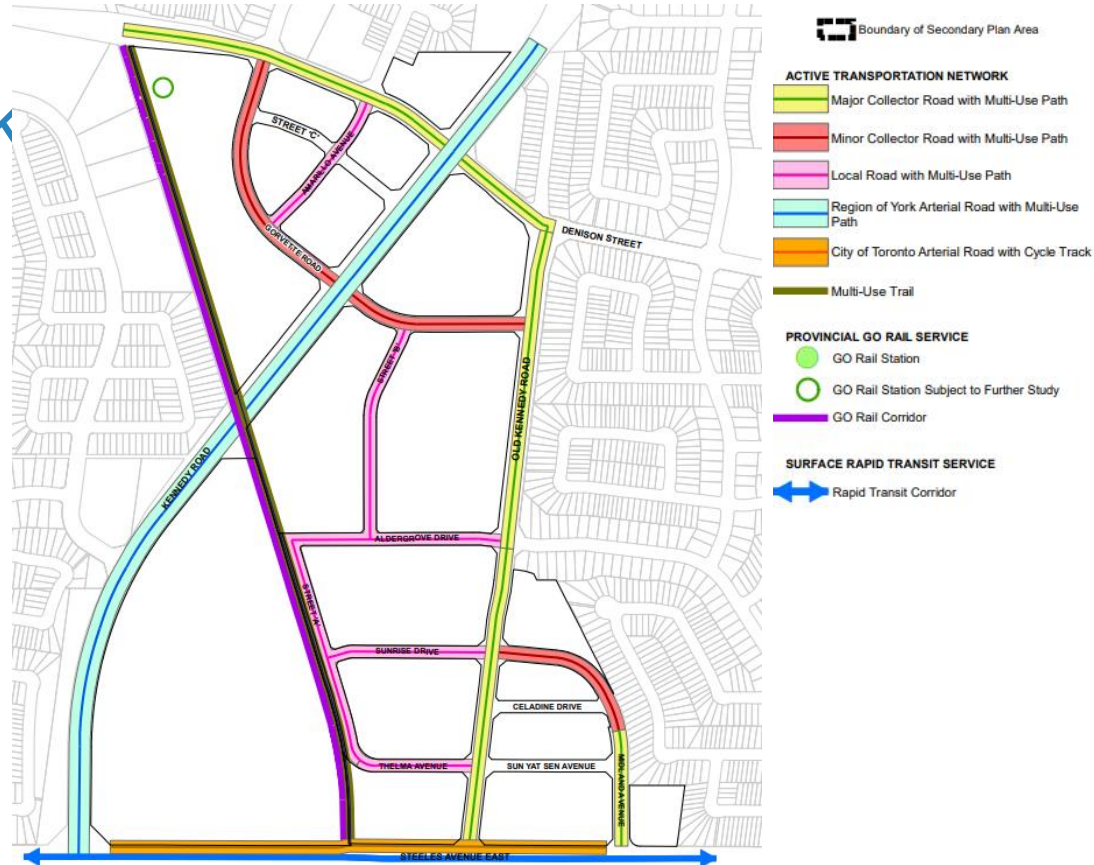 Boundary of Secondary Plan Area
ACTIVE TRANSPORTATION NETWORK
Major Collector Road with Multi-Use Path
Minor Collector Road with Multi-Use Path
Local Road with Multi-Use Path
Region of York Arterial Road with Multi-Use
Path
City of Toronto Arterial Road with Cycle Track
Multi-Use Trail
PROVINCIAL GO RAIL SERVICE
GO Rail Station
GO Rail Station Subject to Further Study
GO Rail Corridor
SURFACE RAPID TRANSIT SERVICE
Rapid Transit Corridor
STREET 'C'
AMARILLO AVENUE
GORVETTE ROAD
DENISON STREET
STREET 'B'
OLD KENNEDY ROAD
KENNEDY ROAD
ALDERGROVE DRIVE
STREET 'A'
SUNRISE DRIVE
CELADINE DRIVE
THELMA AVENUE
SUN YAT SEN AVENUE
MIDLAND AVENUE
STEELES AVENUE EAST